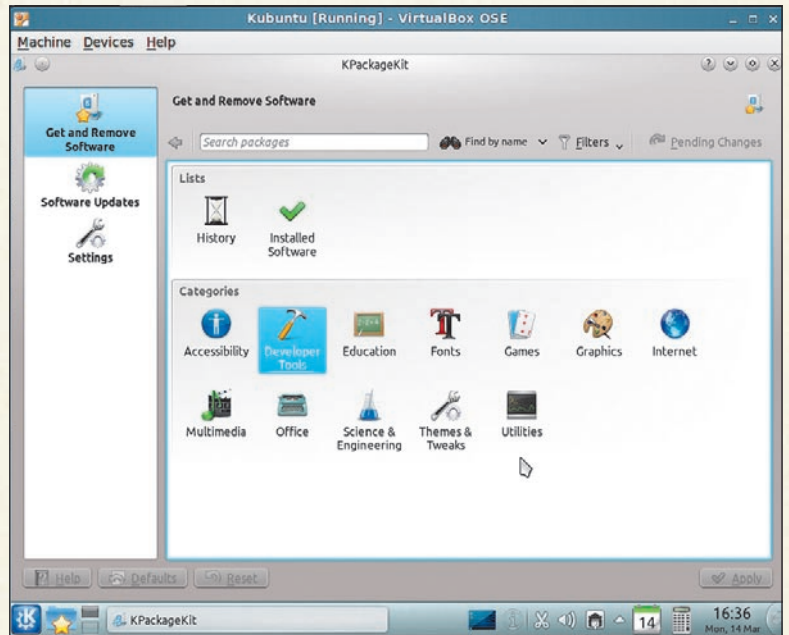 Kubuntu [Running] - VirtualBox OSE
Machine Devices Help
KPackageKit
Get and Remove Software
Get and Remove
Software
Search packages
Find by name
Filters
Pending Changes
Software Updates
Settings
Lists
History
Installed
Software
Categories
Accessibility
Developer
Tools
Education
Fonts
Games
Graphics
Internet
Multimedia
Office
Science &
Engineering
Themes &
Tweaks
Utilities
Help
Defaults
Reset
Apply
KPackageKit
14
16:36
Mon, 14 Mar